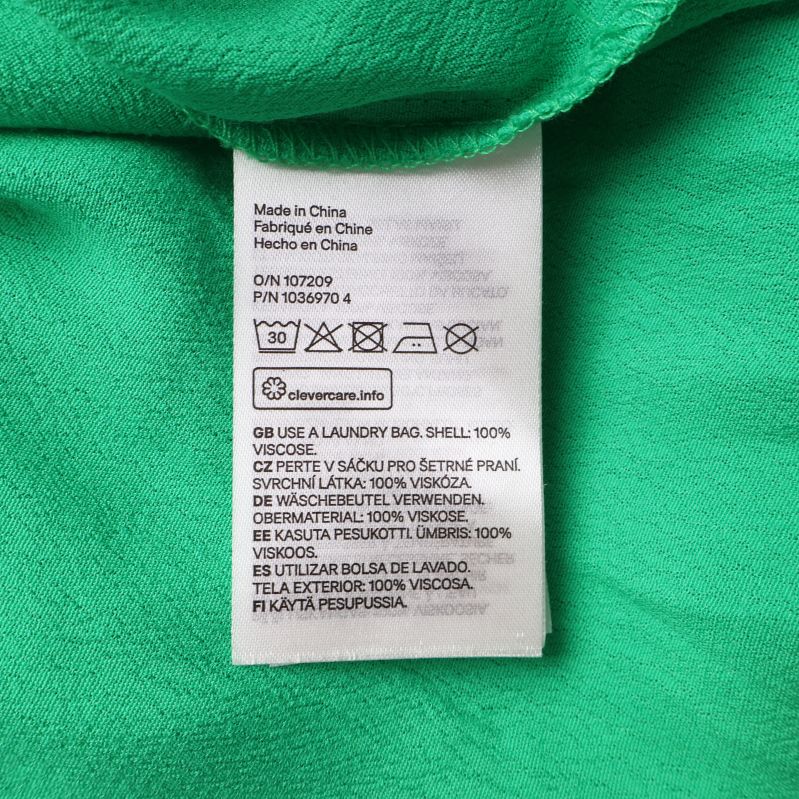 Made in China
Fabriqué en Chine
Hecho en China
O/N 107209
P/N 1036970 4
30
clevercare.info
GB USE A LAUNDRY BAG. SHELL: 100%
VISCOSE.
CZ PERTE V SÁČKU PRO ŠETRNÉ PRANÍ.
SVRCHNÍ LÁTKA: 100% VISKÓZA.
DE WÄSCHEBEUTEL VERWENDEN.
OBERMATERIAL: 100% VISKOSE.
EE KASUTA PESUKOTTI. ÜMBRIS: 100%
VISKOOS.
ES UTILIZAR BOLSA DE LAVADO.
TELA EXTERIOR: 100% VISCOSA.
FI KÄYTÄ PESUPUSSIA.